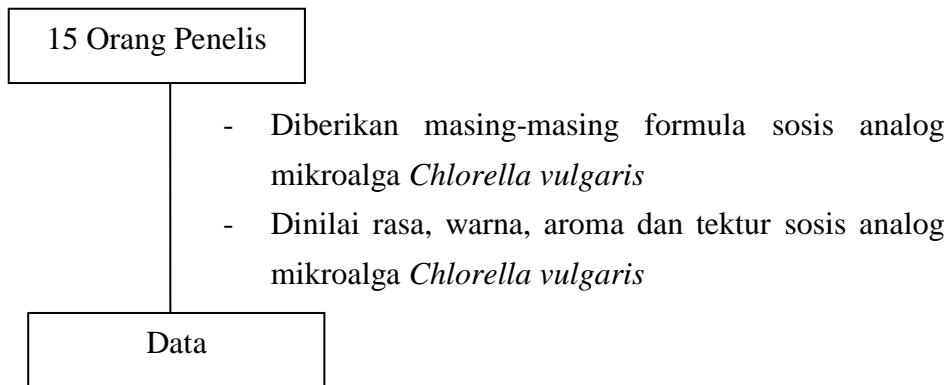 15 Orang Penelis
- Diberikan masing-masing formula sosis analog
mikroalga Chlorella vulgaris
- Dinilai rasa, warna, aroma dan tektur sosis analog
mikroalga Chlorella vulgaris
Data